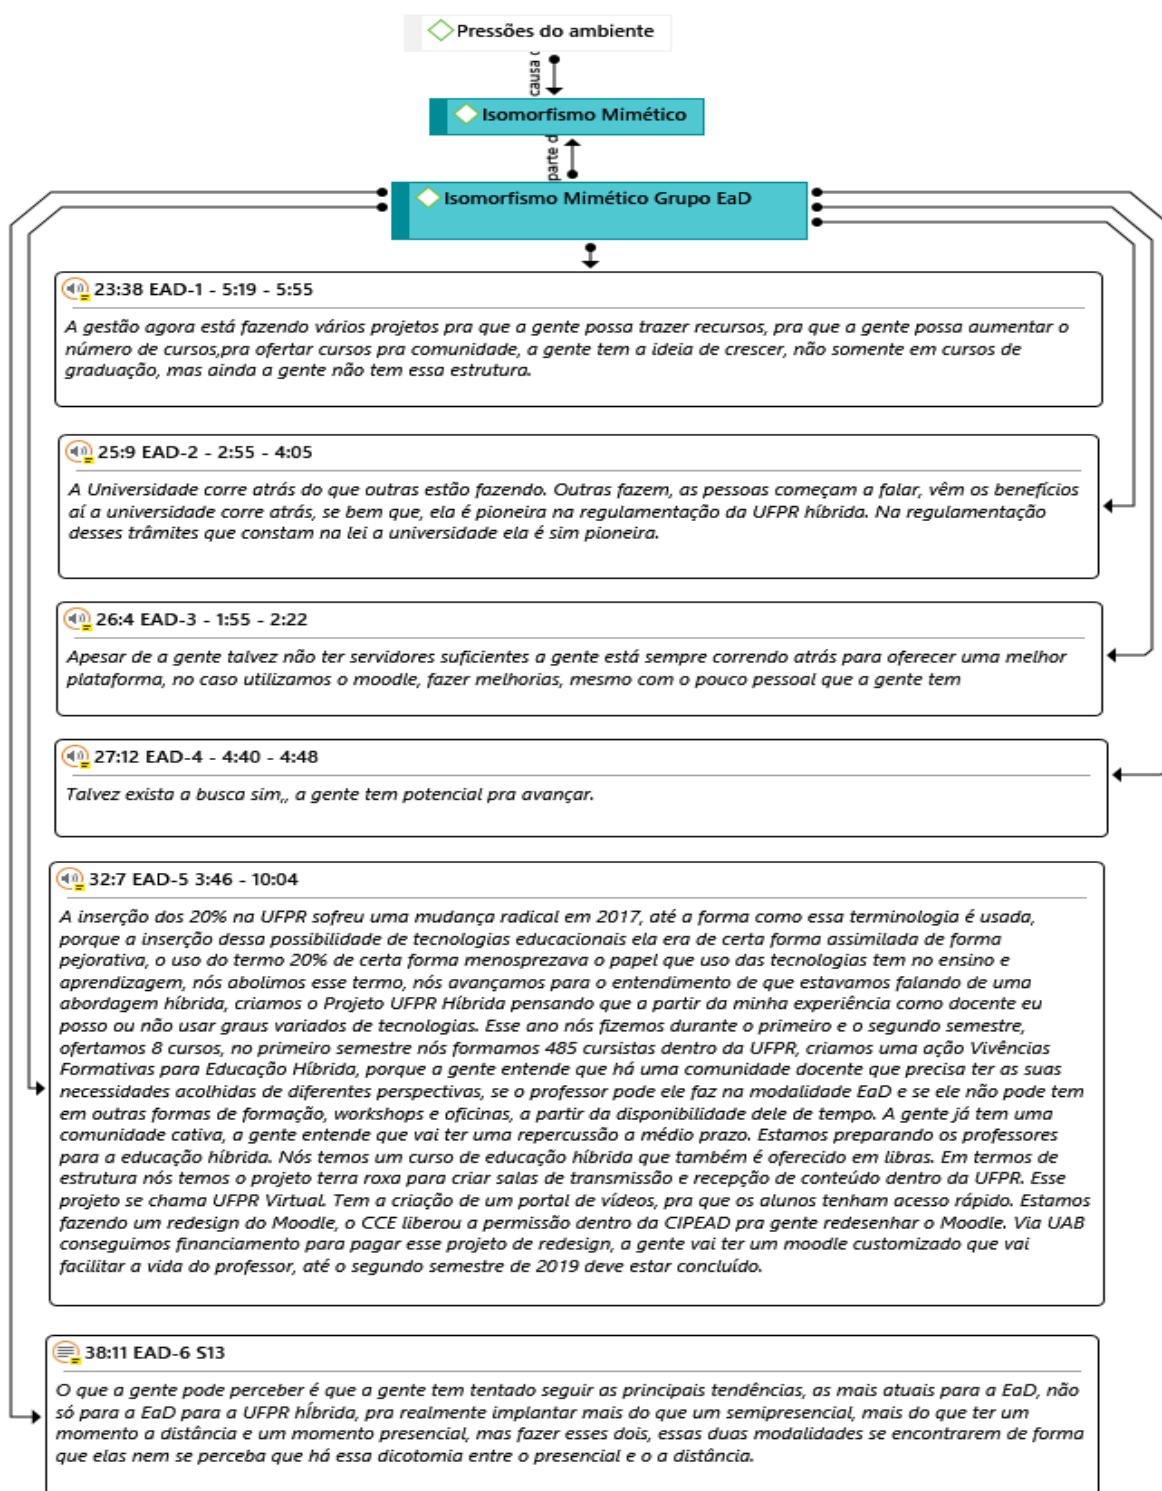 Pressões do ambiente
causa
Isomorfismo Mimético
parte d
Isomorfismo Mimético Grupo EaD
23:38 EAD-1 - 5:19 - 5:55
A gestão agora está fazendo vários projetos pra que a gente possa trazer recursos, pra que a gente possa aumentar o
número de cursos,pra ofertar cursos pra comunidade, a gente tem a ideia de crescer, não somente em cursos de
graduação, mas ainda a gente não tem essa estrutura.
25:9 EAD-2 - 2:55 - 4:05
A Universidade corre atrás do que outras estão fazendo. Outras fazem, as pessoas começam a falar, vêm os benefícios
aí a universidade corre atrás, se bem que, ela é pioneira na regulamentação da UFPR híbrida. Na regulamentação
desses trâmites que constam na lei a universidade ela é sim pioneira.
26:4 EAD-3 - 1:55 - 2:22
Apesar de a gente talvez não ter servidores suficientes a gente está sempre correndo atrás para oferecer uma melhor
plataforma, no caso utilizamos o moodle, fazer melhorias, mesmo com o pouco pessoal que a gente tem
27:12 EAD-4 - 4:40 - 4:48
Talvez exista a busca sim,, a gente tem potencial pra avançar.
32:7 EAD-5 3:46 - 10:04
A inserção dos 20% na UFPR sofreu uma mudança radical em 2017, até a forma como essa terminologia é usada,
porque a inserção dessa possibilidade de tecnologias educacionais ela era de certa forma assimilada de forma
pejorativa, o uso do termo 20% de certa forma menosprezava o papel que uso das tecnologias tem no ensino e
aprendizagem, nós abolimos esse termo, nós avançamos para o entendimento de que estavamos falando de uma
abordagem híbrida, criamos o Projeto UFPR Híbrida pensando que a partir da minha experiência como docente eu
posso ou não usar graus variados de tecnologias. Esse ano nós fizemos durante o primeiro e o segundo semestre,
ofertamos 8 cursos, no primeiro semestre nós formamos 485 cursistas dentro da UFPR, criamos uma ação Vivências
Formativas para Educação Híbrida, porque a gente entende que há uma comunidade docente que precisa ter as suas
necessidades acolhidas de diferentes perspectivas, se o professor pode ele faz na modalidade EaD e se ele não pode tem
em outras formas de formação, workshops e oficinas, a partir da disponibilidade dele de tempo. A gente já tem uma
comunidade cativa, a gente entende que vai ter uma repercussão a médio prazo. Estamos preparando os professores
para a educação híbrida. Nós temos um curso de educação híbrida que também é oferecido em libras. Em termos de
estrutura nós temos o projeto terra roxa para criar salas de transmissão e recepção de conteúdo dentro da UFPR. Esse
projeto se chama UFPR Virtual. Tem a criação de um portal de vídeos, pra que os alunos tenham acesso rápido. Estamos
fazendo um redesign do Moodle, o CCE liberou a permissão dentro da CIPEAD pra gente redesenhar o Moodle. Via UAB
conseguimos financiamento para pagar esse projeto de redesign, a gente vai ter um moodle customizado que vai
facilitar a vida do professor, até o segundo semestre de 2019 deve estar concluído.
38:11 EAD-6 S13
O que a gente pode perceber é que a gente tem tentado seguir as principais tendências, as mais atuais para a EaD, não
só para a EaD para a UFPR híbrida, pra realmente implantar mais do que um semipresencial, mais do que ter um
momento a distância e um momento presencial, mas fazer esses dois, essas duas modalidades se encontrarem de forma
que elas nem se perceba que há essa dicotomia entre o presencial e o a distância.